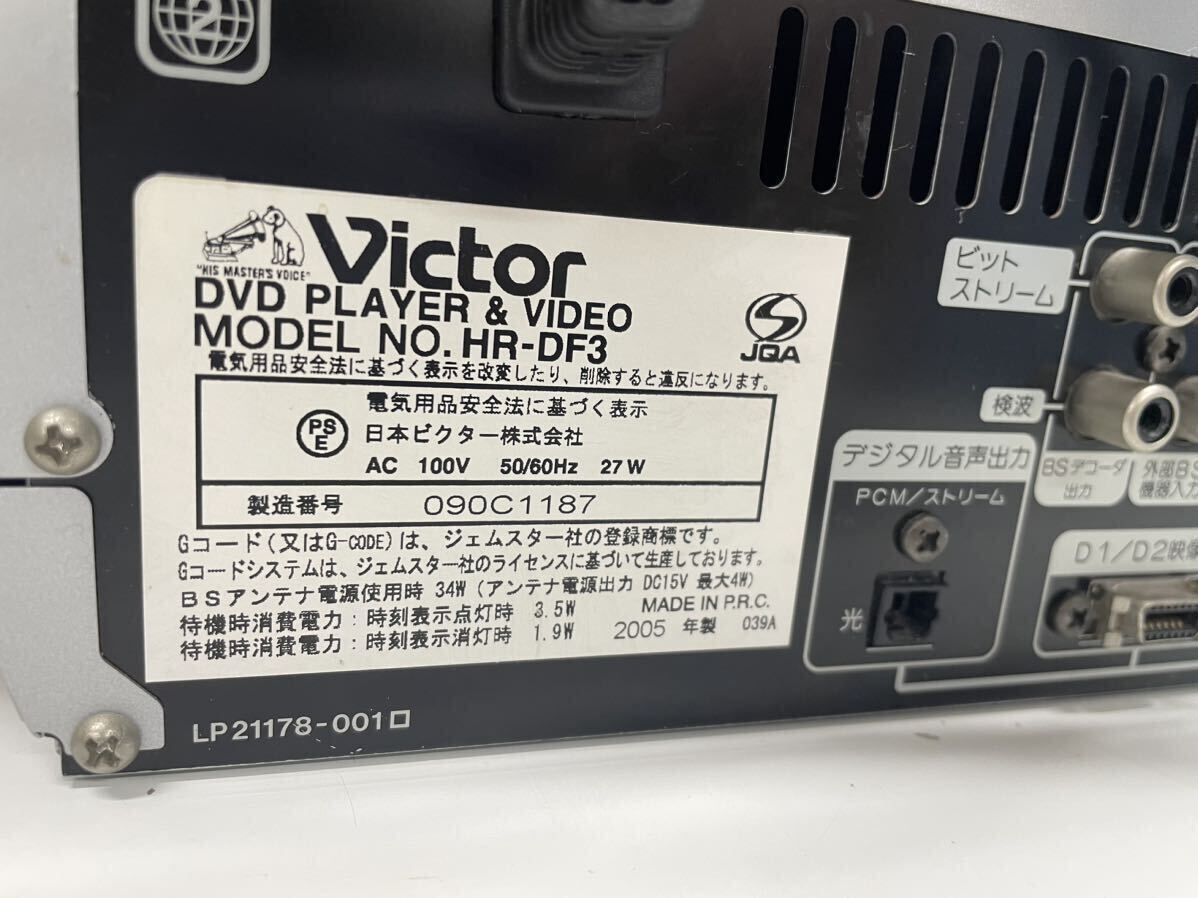 2
"HIS MASTER'S VOICE"
Victor
DVD PLAYER & VIDEO
MODEL NO. HR-DF3
JQA
電気用品安全法に基づく表示を改変したり、削除すると違反になります。
電気用品安全法に基づく表示
PS
E
日本ビクター株式会社
AC 100V 50/60Hz 27W
製造番号 090C1187
Gコード(又はG-CODE)は、ジェムスター社の登録商標です。
Gコードシステムは、ジェムスター社のライセンスに基づいて生産しております。
BSアンテナ電源使用時 34W (アンテナ電源出力 DC15V 最大4W)
待機時消費電力:時刻表示点灯時 3.5W
MADE IN P.R.C.
待機時消費電力:時刻表示消灯時 1.9W
2005 年製 039A
LP21178-001
ビット
ストリーム
検波
BSデコーダ
出力
外部BS
機器入力
デジタル音声出力
PCM/ストリーム
光
D1/D2映像